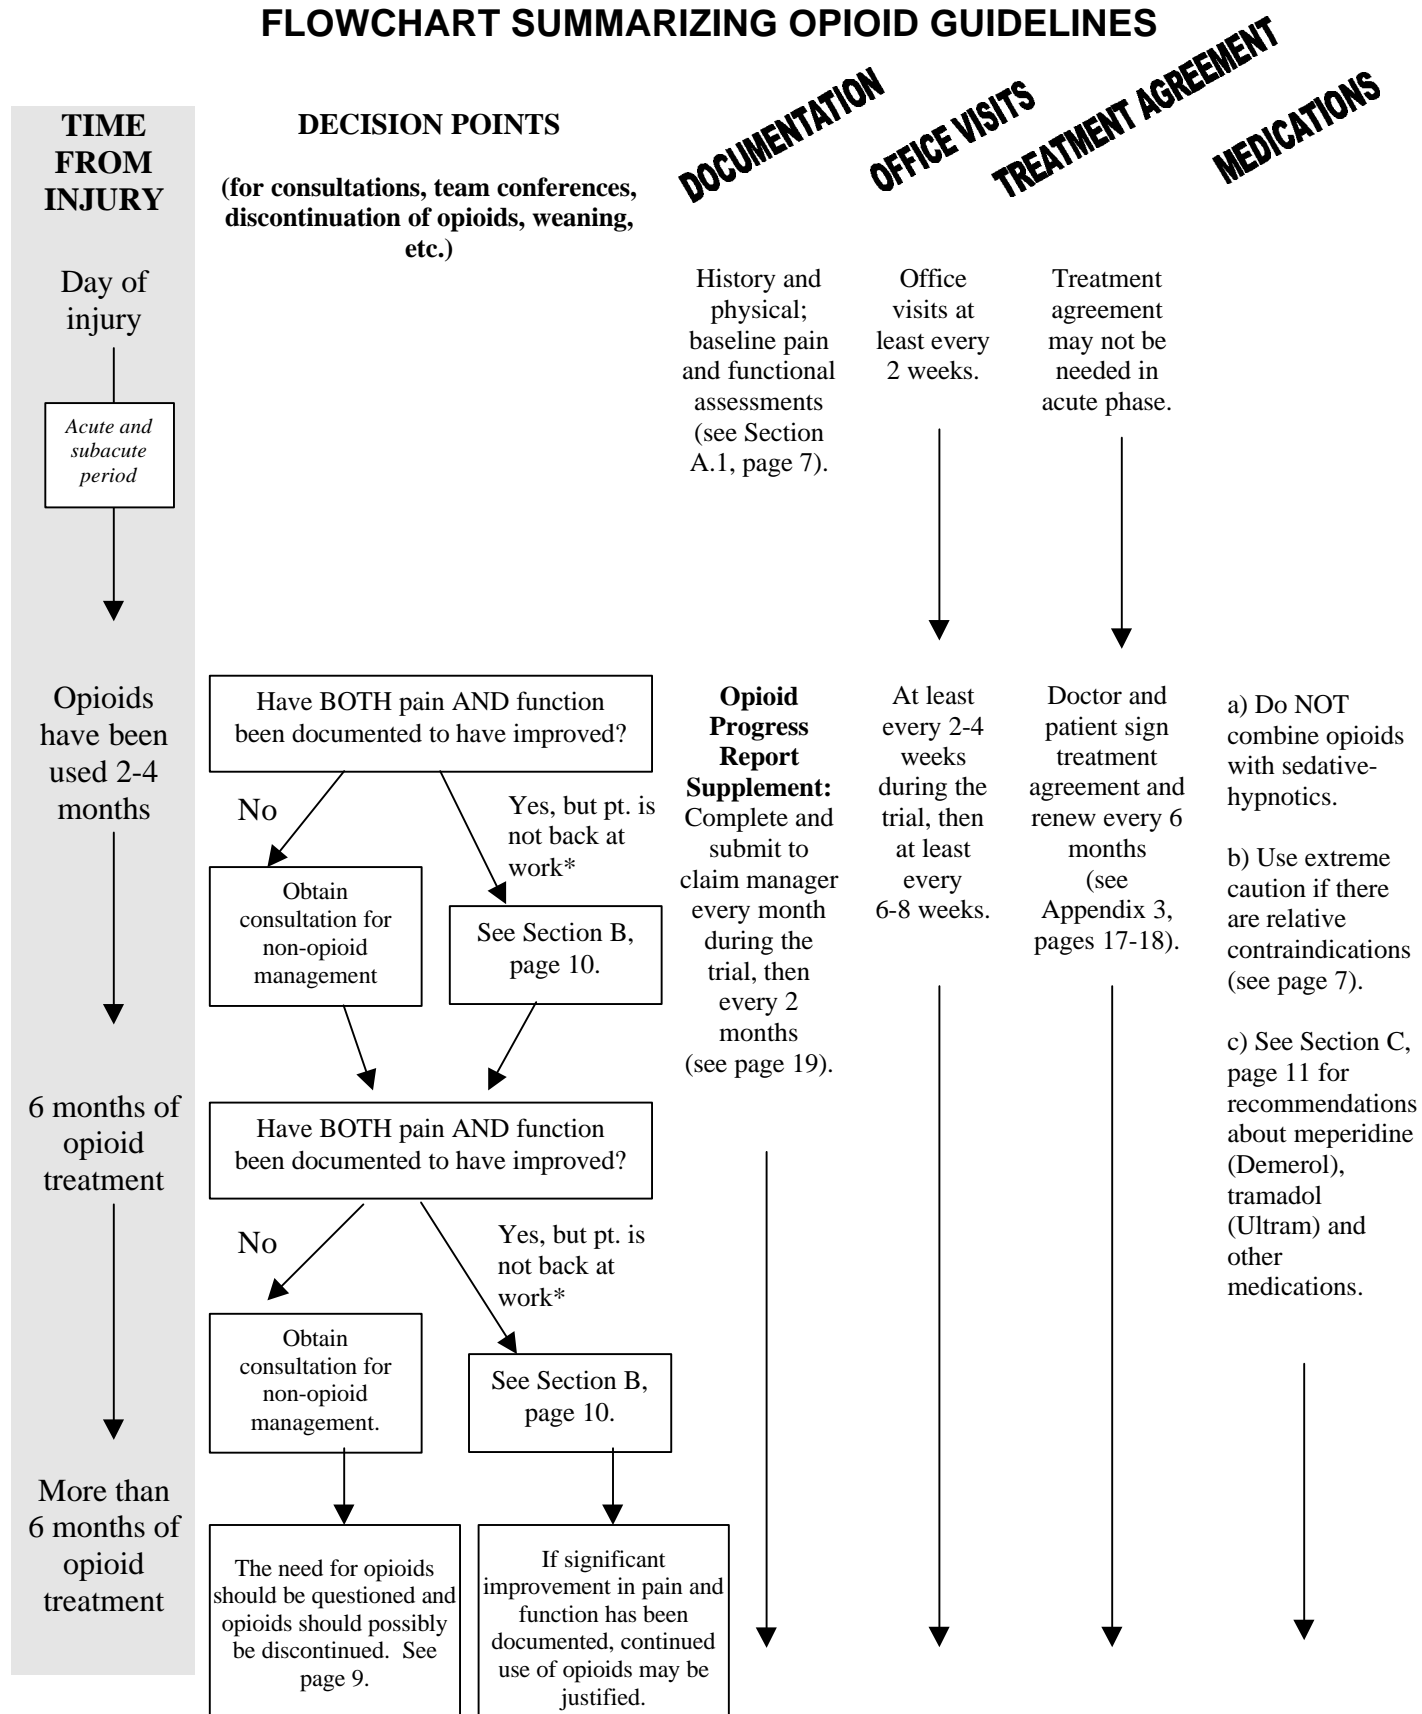 FLOWCHART SUMMARIZING OPIOID GUIDELINES
TIME
FROM
INJURY
DECISION POINTS
(for consultations, team conferences,
discontinuation of opioids, weaning,
etc.)
DOCUMENTATION
OFFICE VISITS
TREATMENT AGREEMENT
MEDICATIONS
Day of
injury
Acute and
subacute
period
History and
physical;
baseline pain
and functional
assessments
(see Section
A.1, page 7).
Office
visits at
least every
2 weeks.
Treatment
agreement
may not be
needed in
acute phase.
Opioids
have been
used 2-4
months
Have BOTH pain AND function
been documented to have improved?
No
Yes, but pt. is
not back at
work*
Obtain
consultation for
non-opioid
management
See Section B,
page 10.
Opioid
Progress
Report
Supplement:
Complete and
submit to
claim manager
every month
during the
trial, then
every 2
months
(see page 19).
At least
every 2-4
weeks
during the
trial, then
at least
every
6-8 weeks.
Doctor and
patient sign
treatment
agreement and
renew every 6
months
(see
Appendix 3,
pages 17-18).
a) Do NOT
combine opioids
with sedative-
hypnotics.
b) Use extreme
caution if there
are relative
contraindications
(see page 7).
c) See Section C,
page 11 for
recommendations
about meperidine
(Demerol),
tramadol
(Ultram) and
other
medications.
6 months of
opioid
treatment
Have BOTH pain AND function
been documented to have improved?
No
Yes, but pt. is
not back at
work*
Obtain
consultation for
non-opioid
management.
See Section B,
page 10.
More than
6 months of
opioid
treatment
The need for opioids
should be questioned and
opioids should possibly
be discontinued.  See
page 9.
If significant
improvement in pain and
function has been
documented, continued
use of opioids may be
justified.